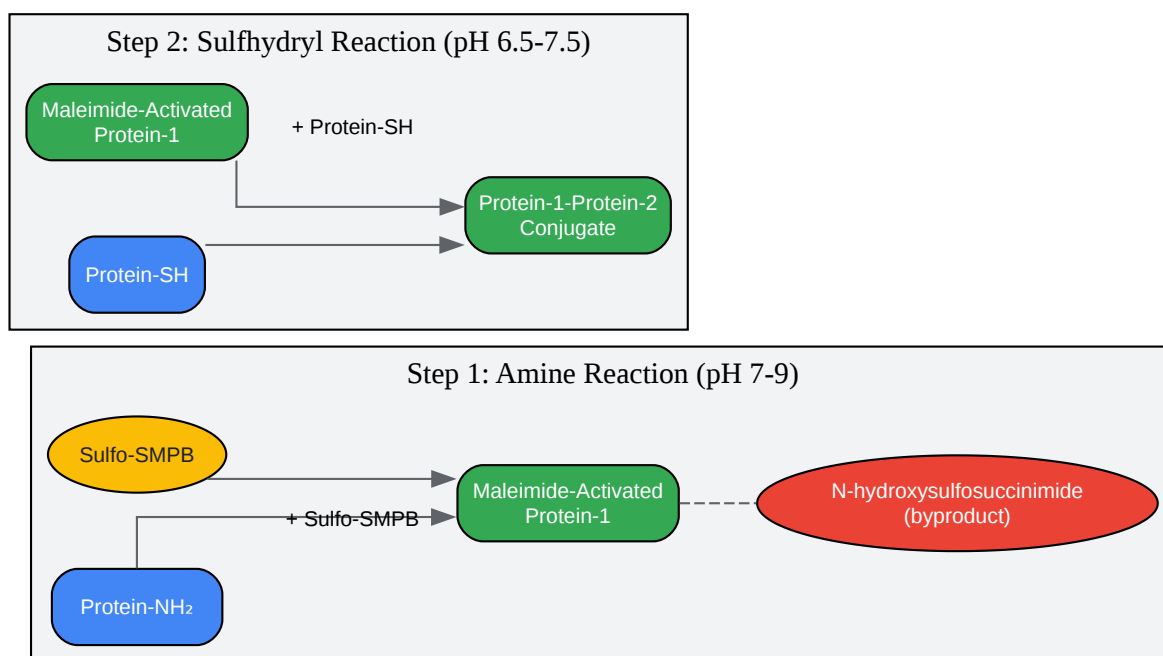 Step 2: Sulfhydryl Reaction (pH 6.5-7.5)
Maleimide-Activated
Protein-1
+ Protein-SH
Protein-1-Protein-2
Conjugate
Protein-SH
Step 1: Amine Reaction (pH 7-9)
Sulfo-SMPB
Maleimide-Activated
Protein-1
N-hydroxysulfosuccinimide
(byproduct)
+ Sulfo-SMPB
Protein-NH₂